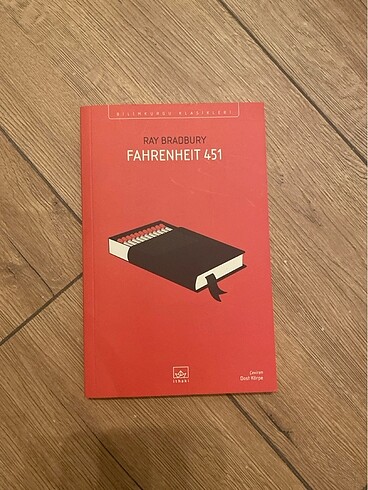 BİLİMKURGU KLASİKLERİ
RAY BRADBURY
FAHRENHEIT 451
İthaki
Çeviren
Dost Körpe